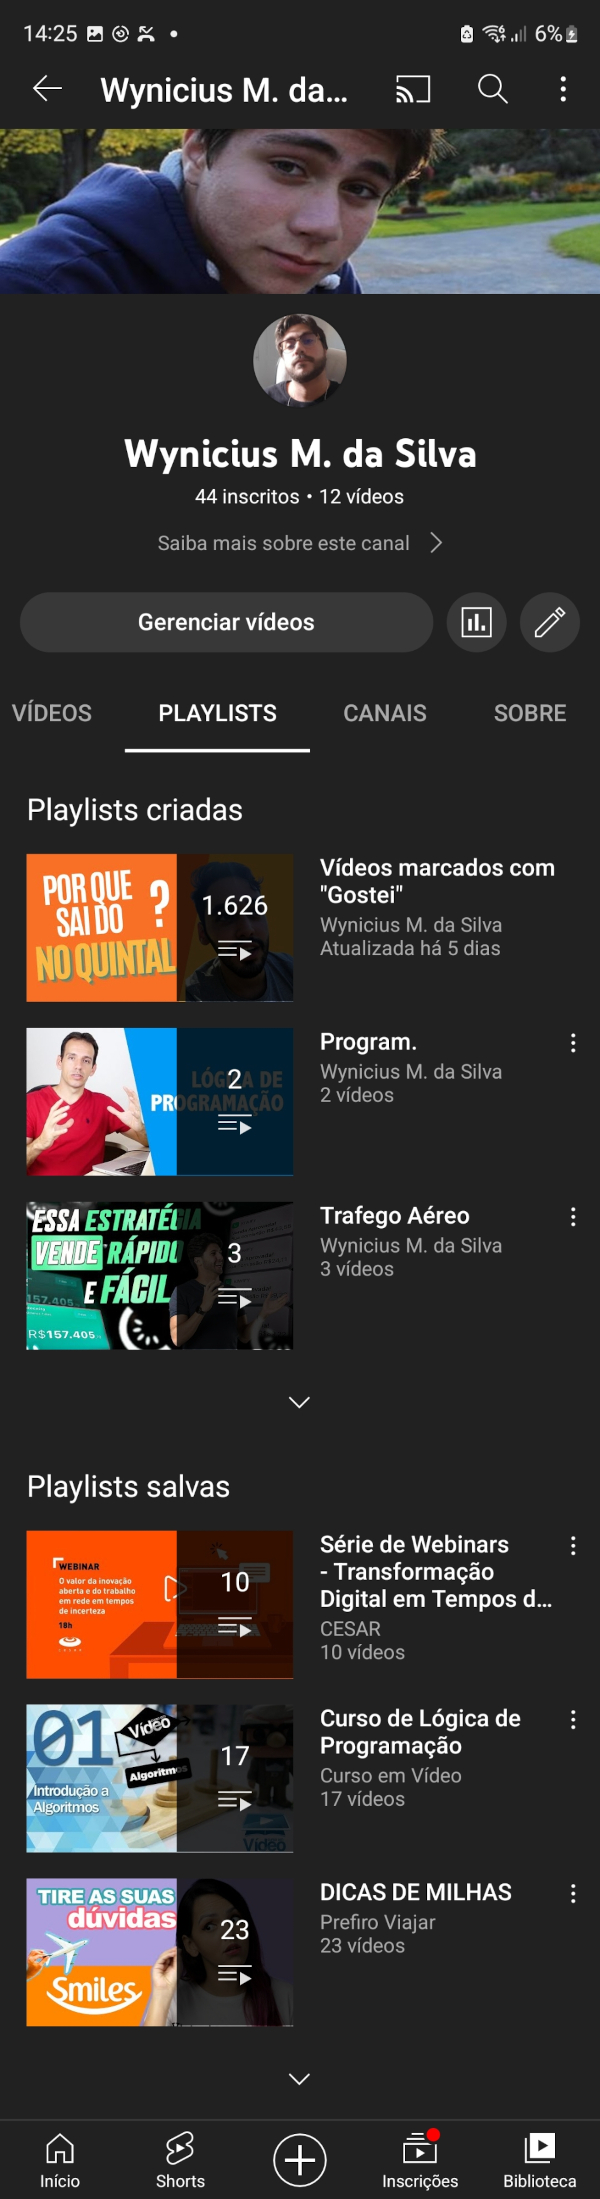 14:25
6%
Wynicius M. da...
Wynicius M. da Silva
44 inscritos • 12 vídeos
Saiba mais sobre este canal
Gerenciar vídeos
VÍDEOS
PLAYLISTS
CANAIS
SOBRE
Playlists criadas
POR QUE
SAI DO
NO QUINTAL
?
1.626
Vídeos marcados com
"Gostei"
Wynicius M. da Silva
Atualizada há 5 dias
LÓGICA DE
PROGRAMAÇÃO
2
Program.
Wynicius M. da Silva
2 vídeos
ESSA ESTRATÉGIA
VENDE RÁPIDO
E FÁCIL
157.405
R$157.405
3
Trafego Aéreo
Wynicius M. da Silva
3 vídeos
Playlists salvas
WEBINAR
O valor da inovação
aberta e do trabalho
em rede em tempos
de incerteza
18h
10
Série de Webinars
- Transformação
Digital em Tempos d...
CESAR
10 vídeos
01
Vídeo
Algoritmos
Introdução a
Algoritmos
Vídeo
17
Curso de Lógica de
Programação
Curso em Vídeo
17 vídeos
TIRE AS SUAS
dúvidas
Smiles
23
DICAS DE MILHAS
Prefiro Viajar
23 vídeos
Início
Shorts
Inscrições
Biblioteca